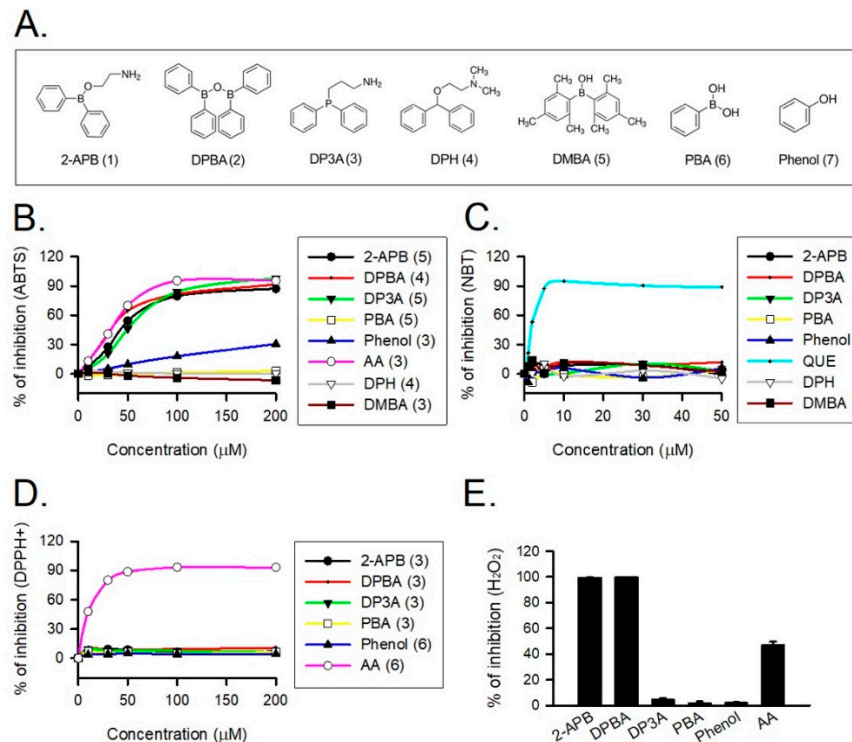 A.
O NH₂
B
B O B
NH₂
P
CH₃
N
O CH₃
CH₃ OH CH₃
B
H₃C CH₃ CH₃ CH₃
OH
B
OH
OH
2-APB (1) DPBA (2) DP3A (3) DPH (4) DMBA (5) PBA (6) Phenol (7)
B.
% of inhibition (ABTS)
120
90
60
30
0
0 50 100 150 200
Concentration (μM)
2-APB (5)
DPBA (4)
DP3A (5)
PBA (5)
Phenol (3)
AA (3)
DPH (4)
DMBA (3)
C.
% of inhibition (NBT)
120
90
60
30
0
0 10 20 30 40 50
Concentration (μM)
2-APB
DPBA
DP3A
PBA
Phenol
QUE
DPH
DMBA
D.
% of inhibition (DPPH+)
120
90
60
30
0
0 50 100 150 200
Concentration (μM)
2-APB (3)
DPBA (3)
DP3A (3)
PBA (3)
Phenol (6)
AA (6)
E.
% of inhibition (H₂O₂)
120
100
80
60
40
20
0
2-APB DPBA DP3A PBA Phenol AA